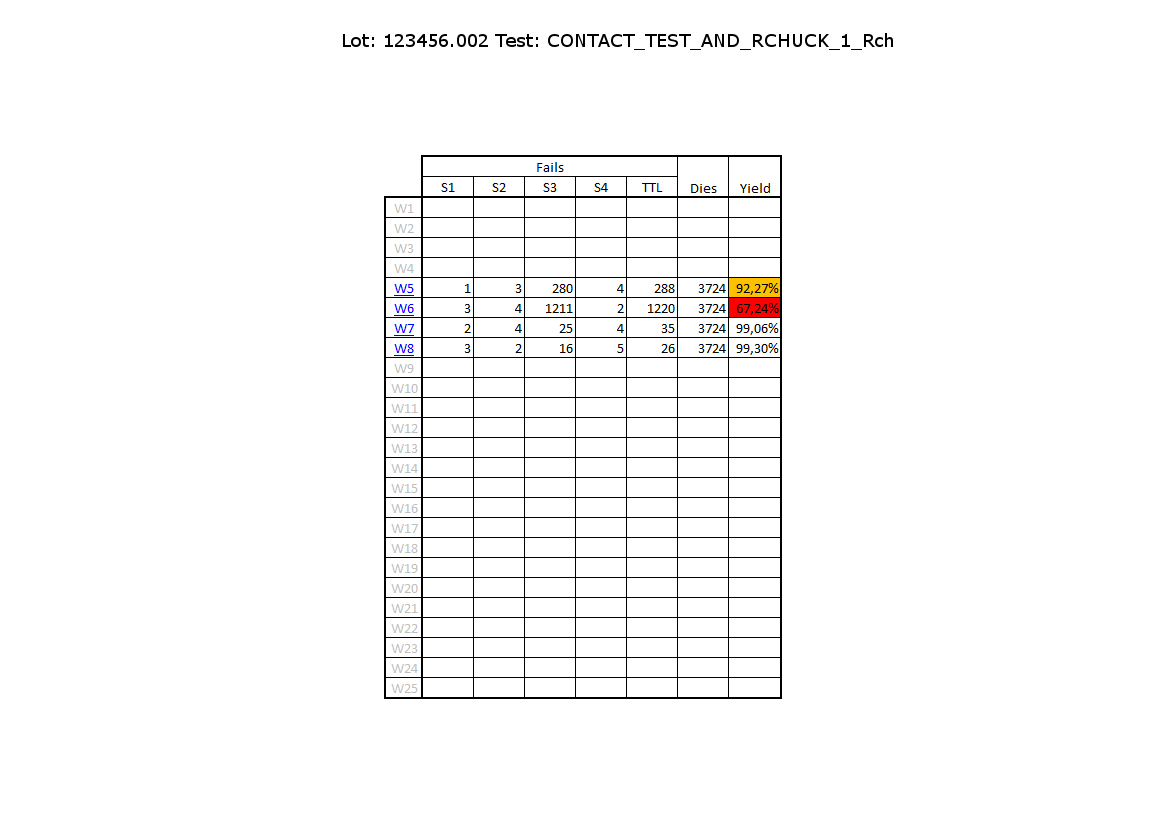 Lot: 123456.002 Test: CONTACT_TEST_AND_RCHUCK_1_Rch
Fails
S1 S2 S3 S4 TTL Dies Yield
W1
W2
W3
W4
W5 1 3 280 4 288 3724 92,27%
W6 3 4 1211 2 1220 3724 67,24%
W7 2 4 25 4 35 3724 99,06%
W8 3 2 16 5 26 3724 99,30%
W9
W10
W11
W12
W13
W14
W15
W16
W17
W18
W19
W20
W21
W22
W23
W24
W25